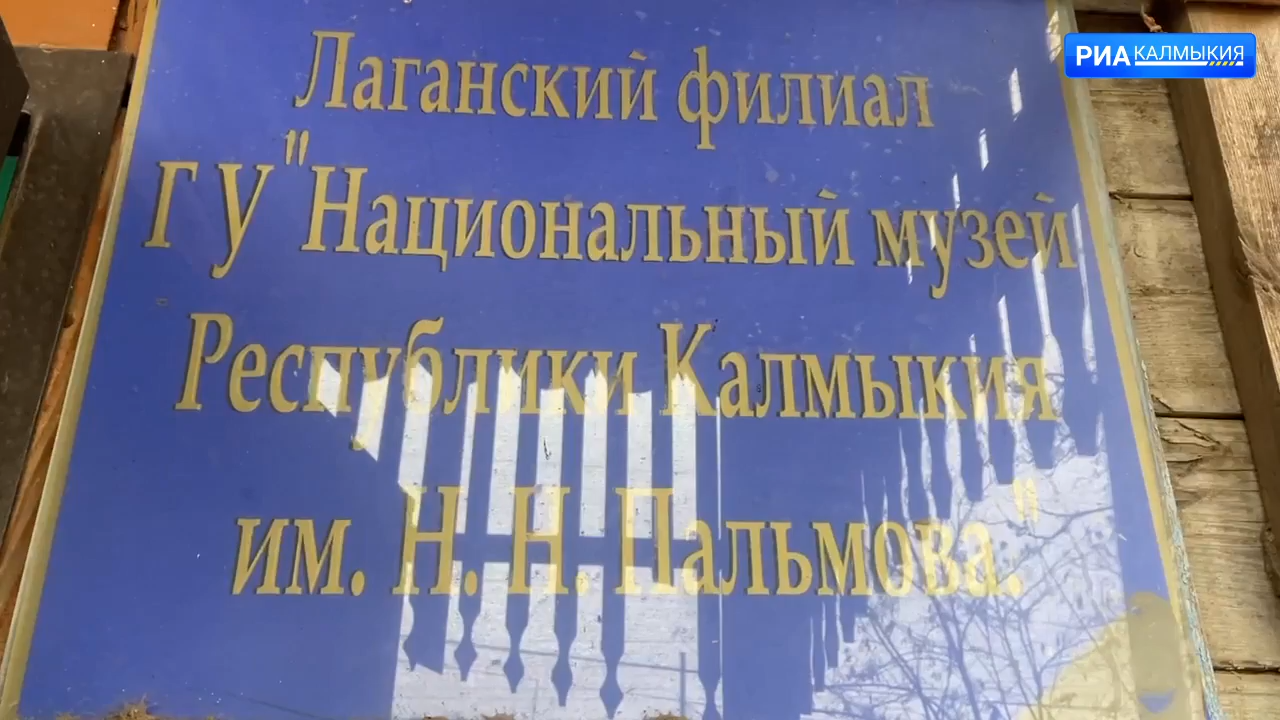 РИА КАЛМЫКИЯ
Лаганский филиал
ГУ "Национальный музей
Республики Калмыкия
им. Н. Н. Пальмова."